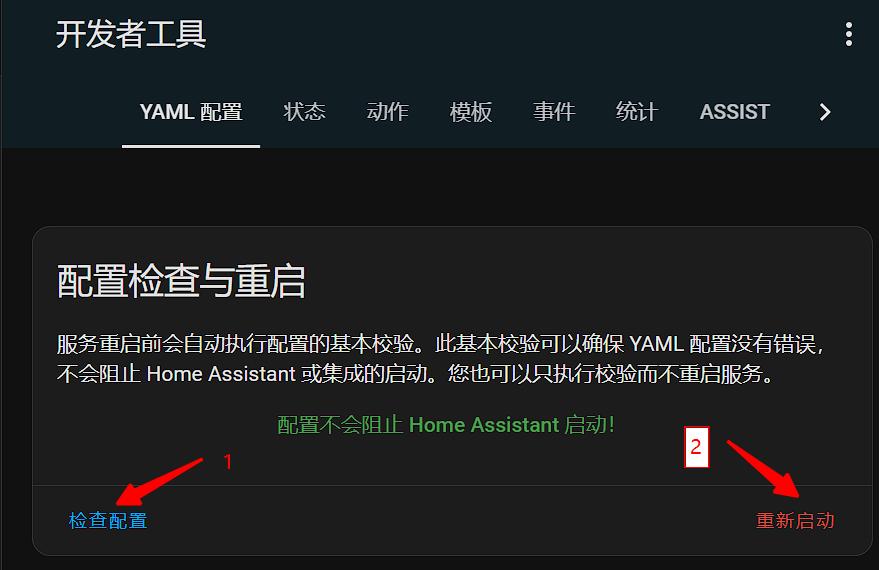 开发者工具
YAML 配置 状态 动作 模板 事件 统计 ASSIST
配置检查与重启
服务重启前会自动执行配置的基本校验。此基本校验可以确保 YAML 配置没有错误，
不会阻止 Home Assistant 或集成的启动。您也可以只执行校验而不重启服务。
配置不会阻止 Home Assistant 启动！
1
2
检查配置 重新启动